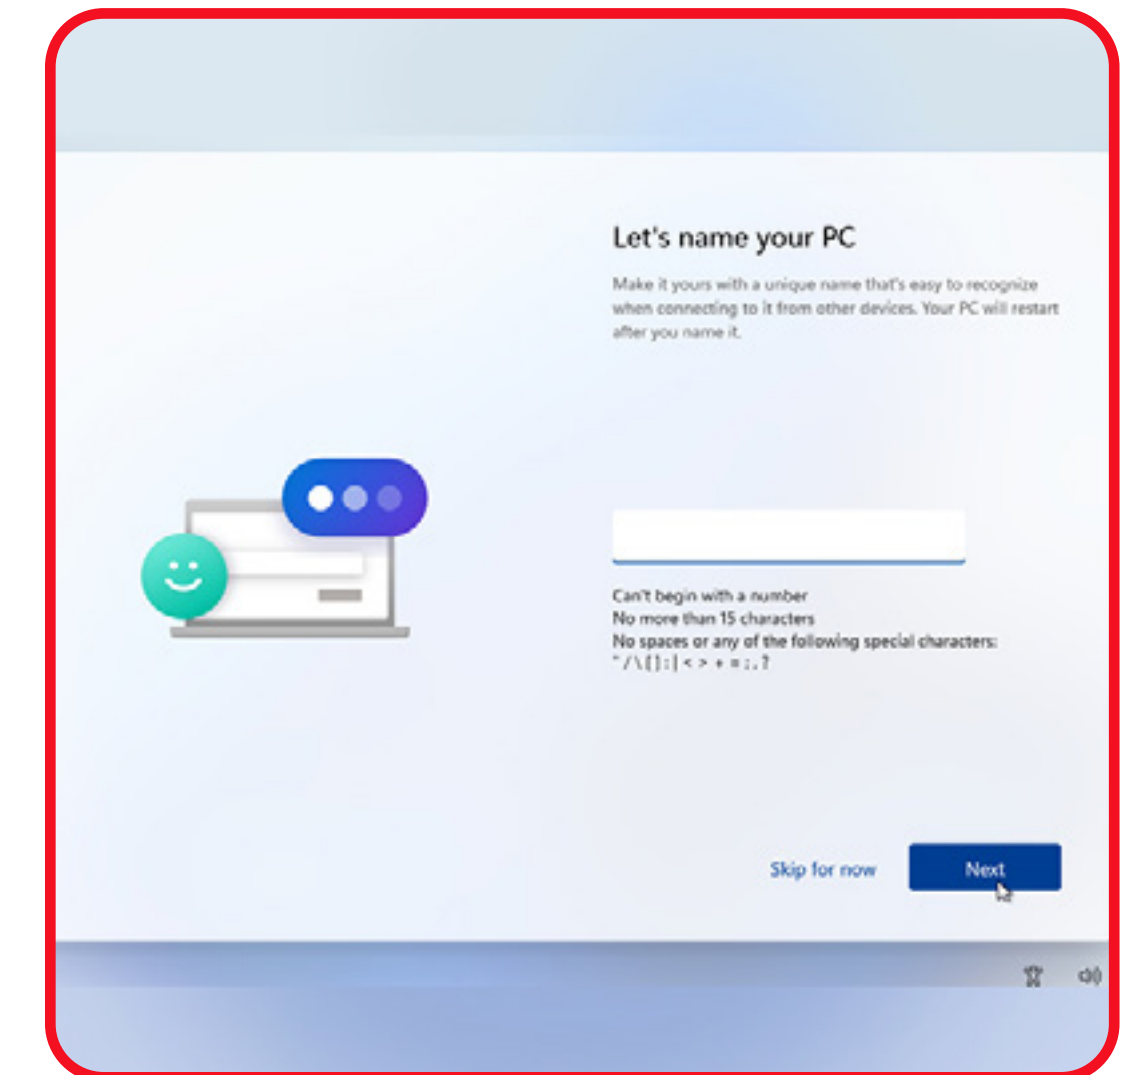 Let's name your PC
Make it yours with a unique name that's easy to recognize
when connecting to it from other devices. Your PC will restart
after you name it.
Can't begin with a number
No more than 15 characters
No spaces or any of the following special characters:
" / \ [ ] : | < > + = ; , ?
Skip for now
Next